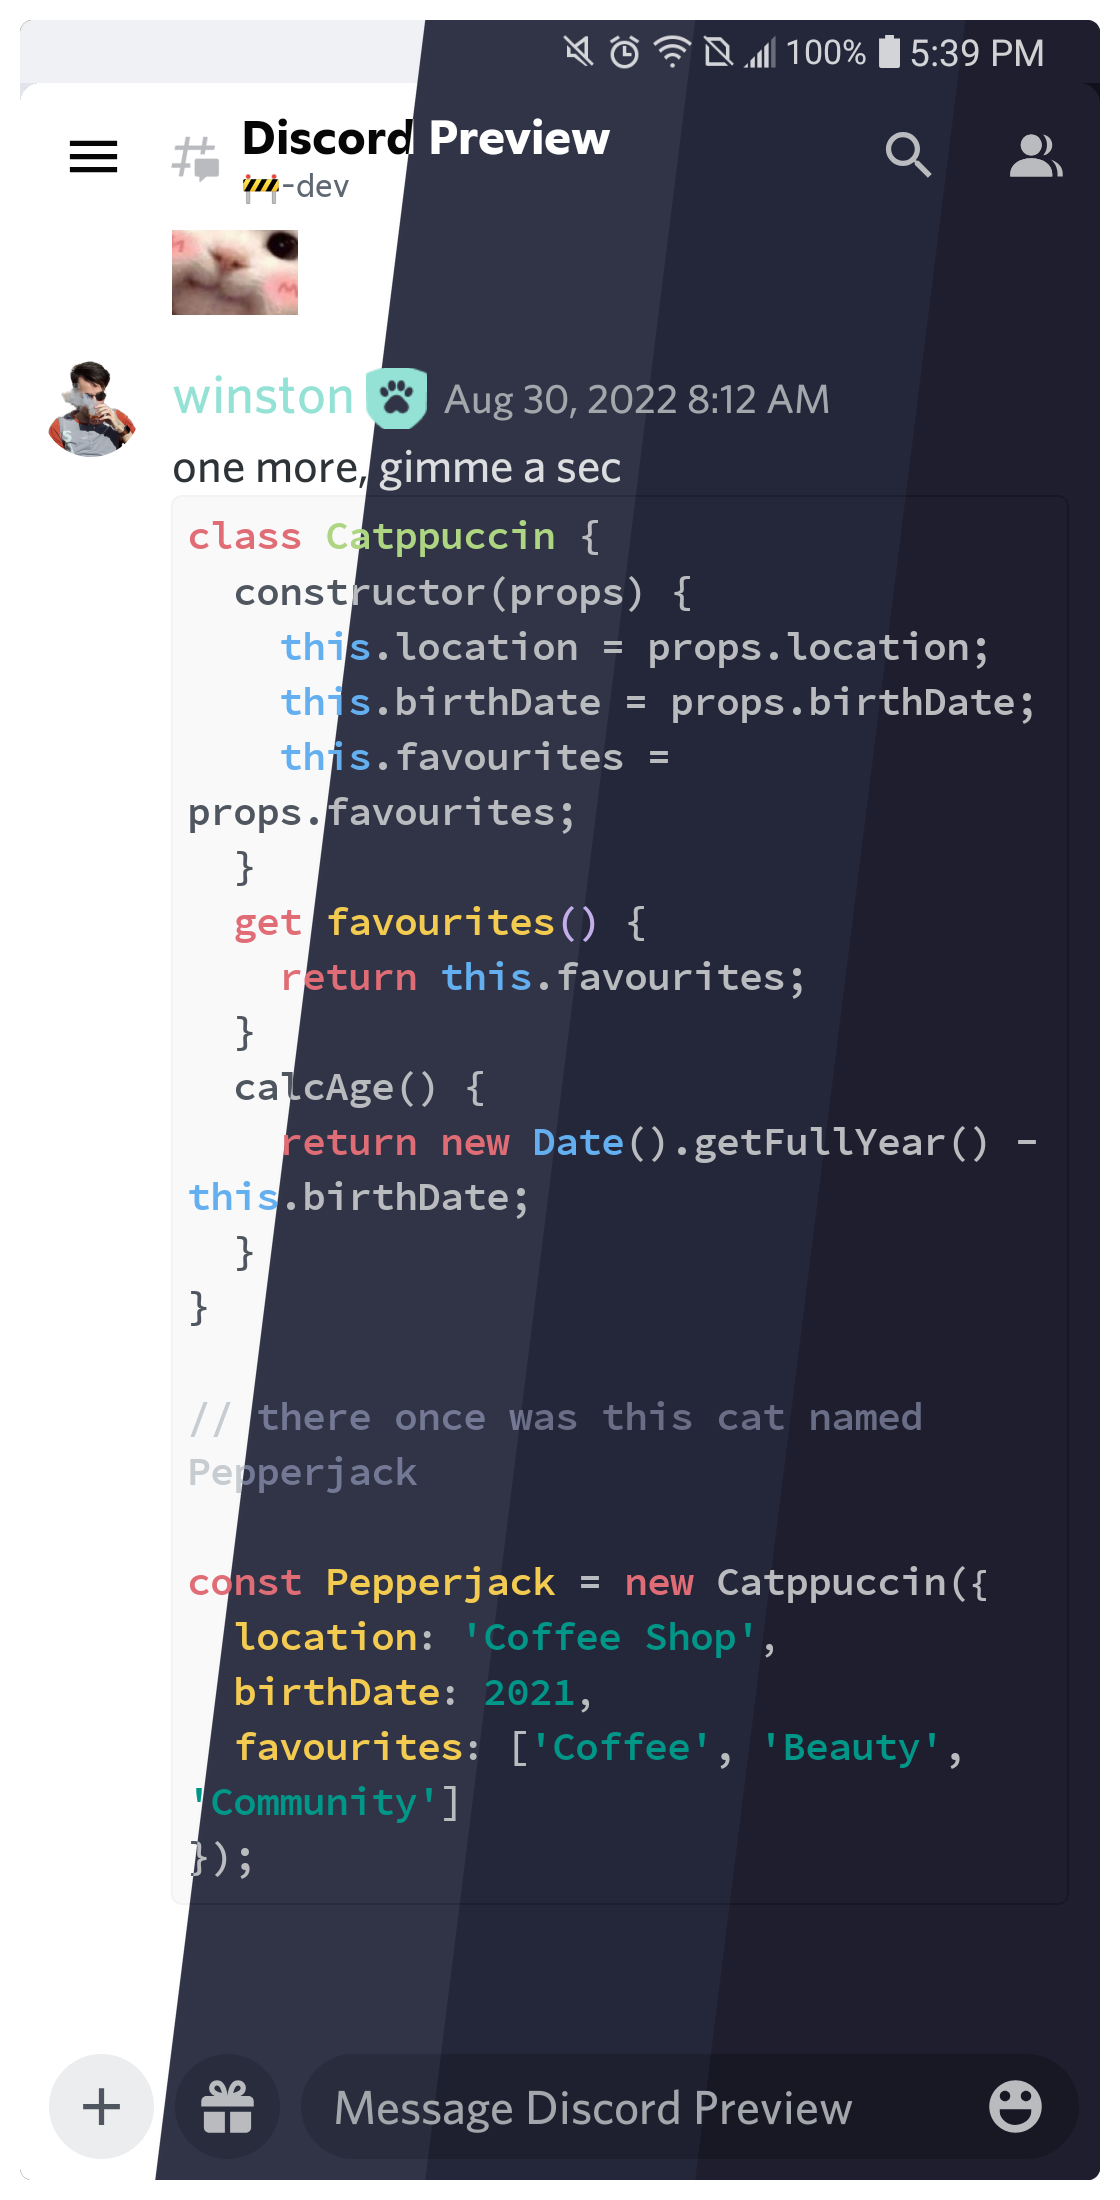 100% 5:39 PM
Discord Preview
-dev
winston Aug 30, 2022 8:12 AM
one more, gimme a sec
class Catppuccin {
  constructor(props) {
    this.location = props.location;
    this.birthDate = props.birthDate;
    this.favourites =
props.favourites;
  }
  get favourites() {
    return this.favourites;
  }
  calcAge() {
    return new Date().getFullYear() -
this.birthDate;
  }
}
// there once was this cat named
Pepperjack
const Pepperjack = new Catppuccin({
  location: 'Coffee Shop',
  birthDate: 2021,
  favourites: ['Coffee', 'Beauty',
'Community']
});
Message Discord Preview